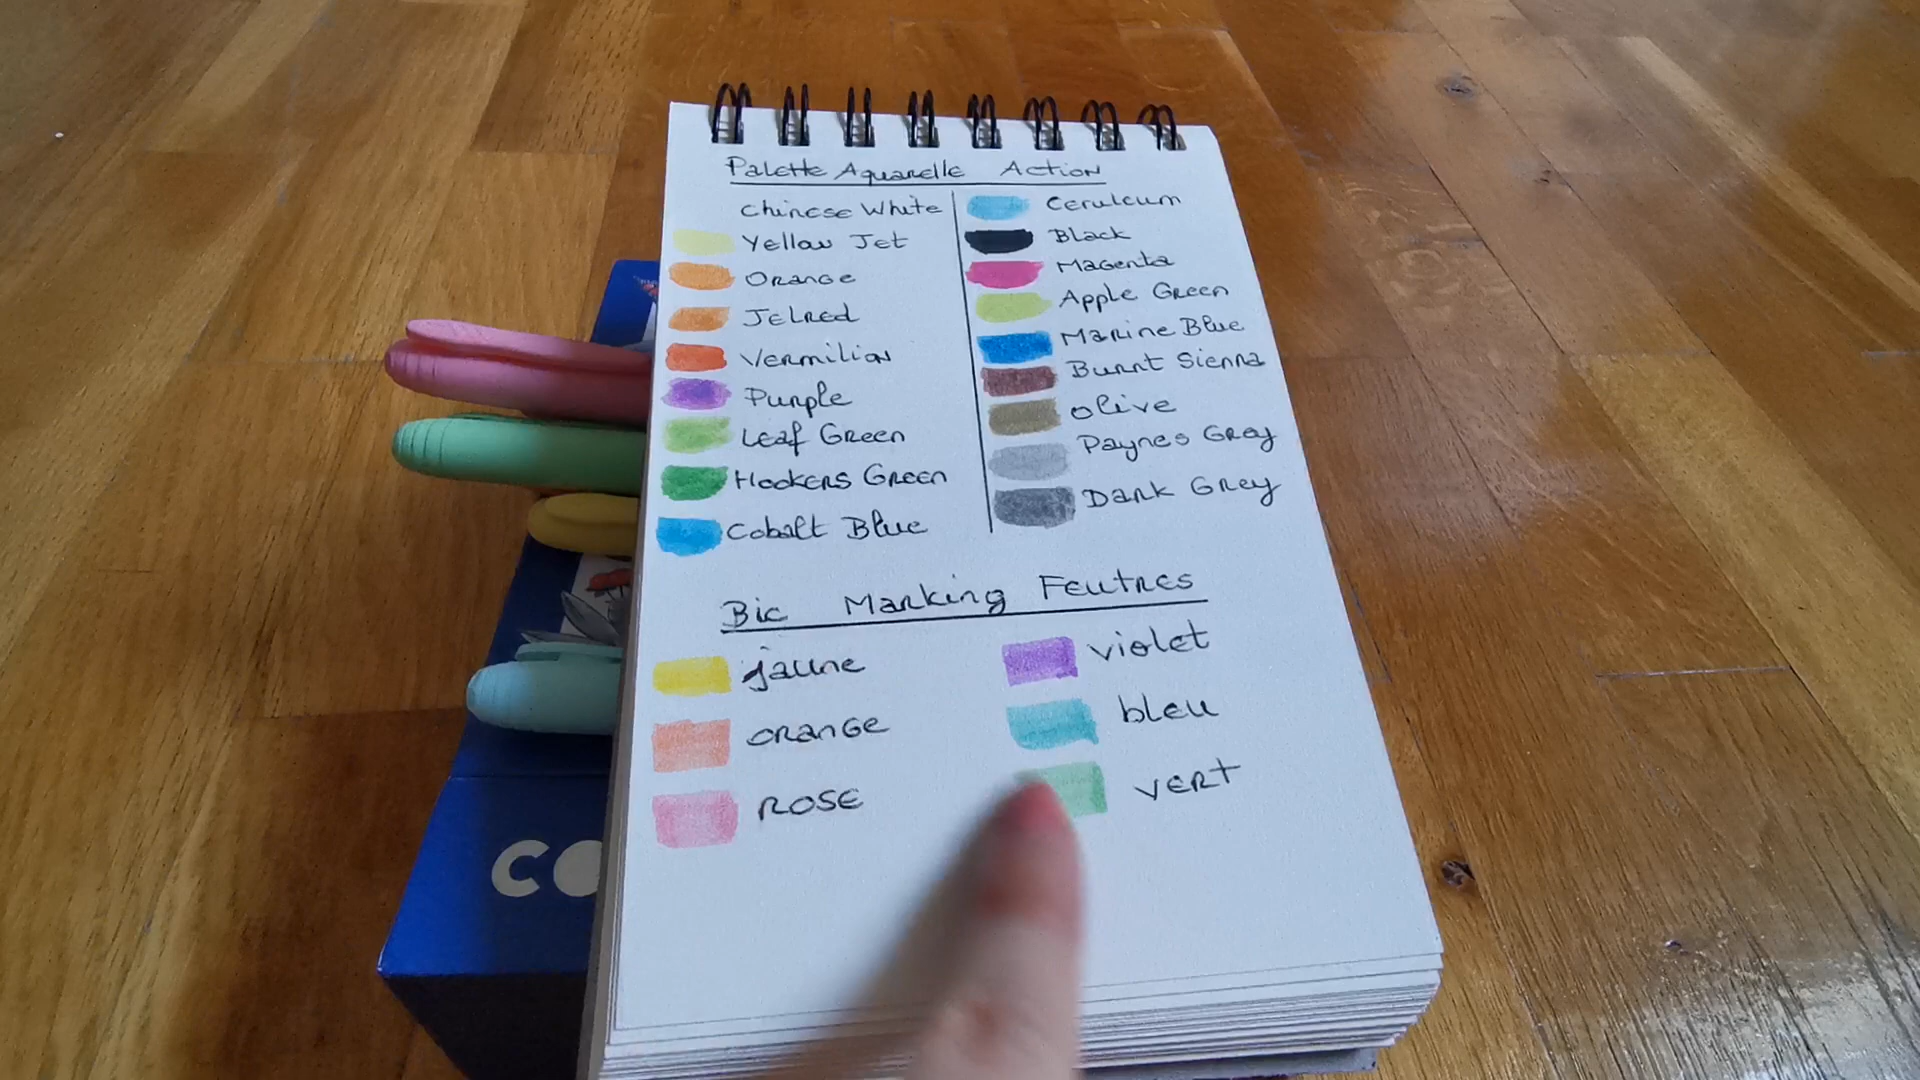 Palette Aquarelle Action
Chinese White
Yellow Jet
Orange
Jelred
Vermilion
Purple
Leaf Green
Hookers Green
Cobalt Blue
Ceruleum
Black
Magenta
Apple Green
Marine Blue
Burnt Sienna
Olive
Paynes Grey
Dark Grey
Bic Marking Feutres
jaune
orange
rose
violet
bleu
vert